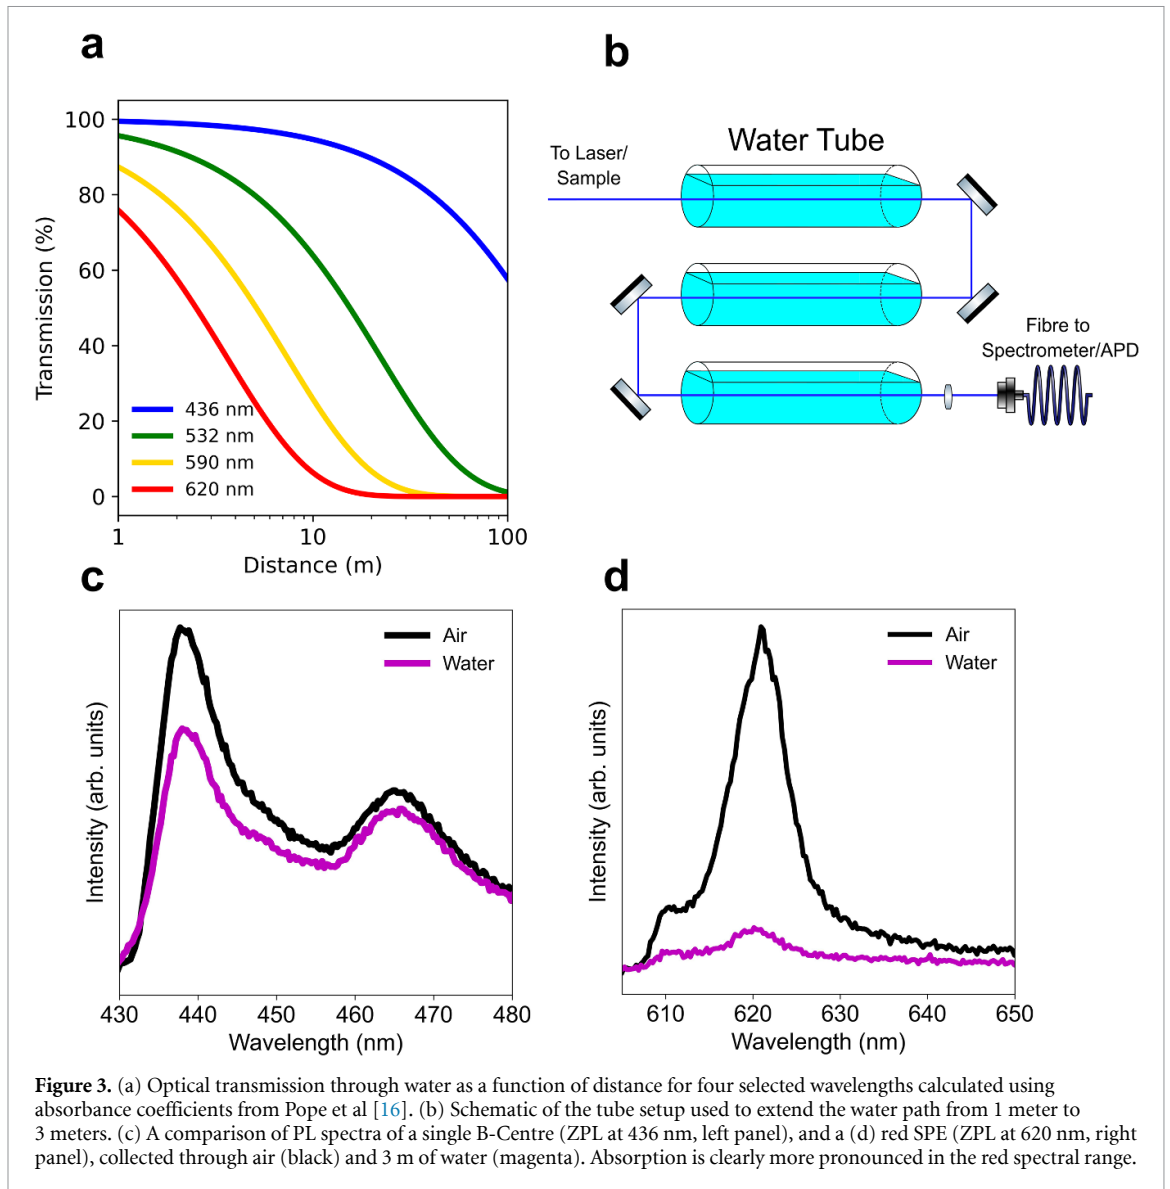 a
100
80
60
40
20
0
Transmission (%)
436 nm
532 nm
590 nm
620 nm
1
10
100
Distance (m)
b
Water Tube
To Laser/
Sample
Fibre to
Spectrometer/APD
c
Air
Water
Intensity (arb. units)
430
440
450
460
470
480
Wavelength (nm)
d
Air
Water
Intensity (arb. units)
610
620
630
640
650
Wavelength (nm)
Figure 3. (a) Optical transmission through water as a function of distance for four selected wavelengths calculated using
absorbance coefficients from Pope et al [16]. (b) Schematic of the tube setup used to extend the water path from 1 meter to
3 meters. (c) A comparison of PL spectra of a single B-Centre (ZPL at 436 nm, left panel), and a (d) red SPE (ZPL at 620 nm, right
panel), collected through air (black) and 3 m of water (magenta). Absorption is clearly more pronounced in the red spectral range.